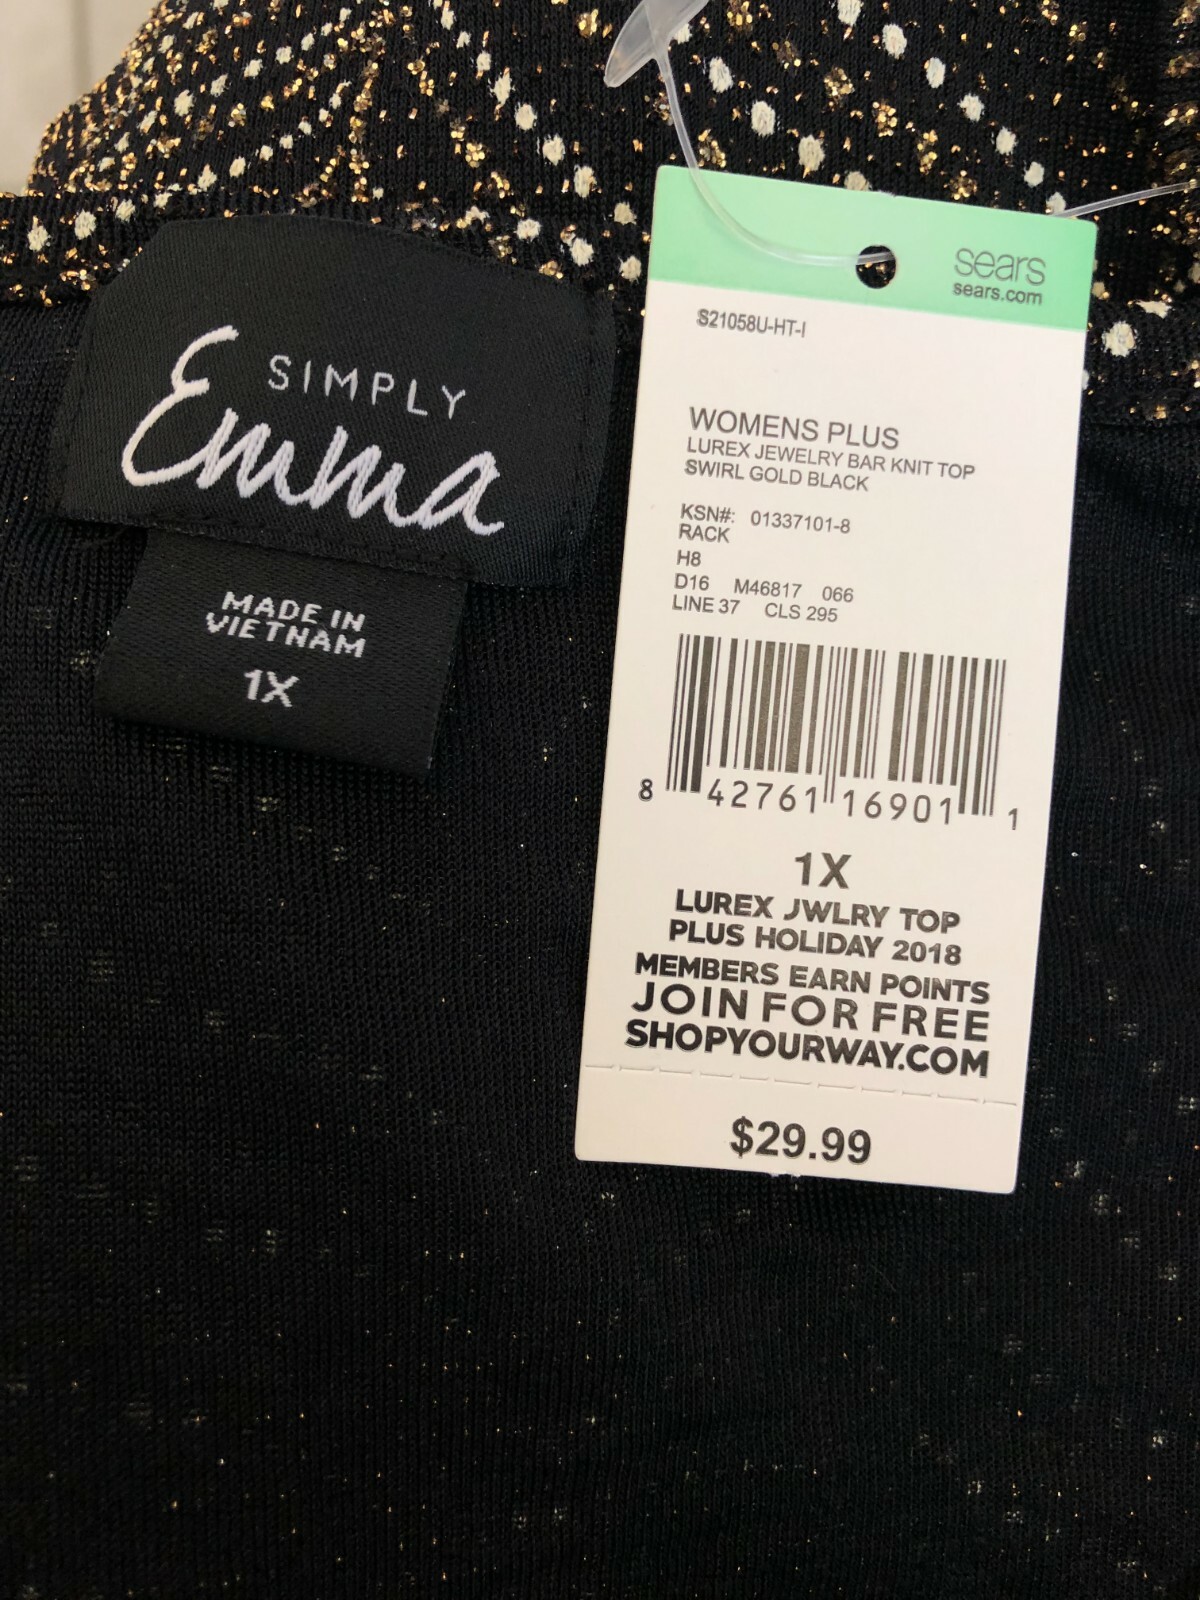 SIMPLY
Emma
MADE IN
VIETNAM
1X
sears
sears.com
S21058U-HT-I
WOMENS PLUS
LUREX JEWELRY BAR KNIT TOP
SWIRL GOLD BLACK
KSN#: 01337101-8
RACK
H8
D16 M46817 066
LINE 37 CLS 295
8 42761 16901 1
1X
LUREX JWLRY TOP
PLUS HOLIDAY 2018
MEMBERS EARN POINTS
JOIN FOR FREE
SHOPYOURWAY.COM
$29.99